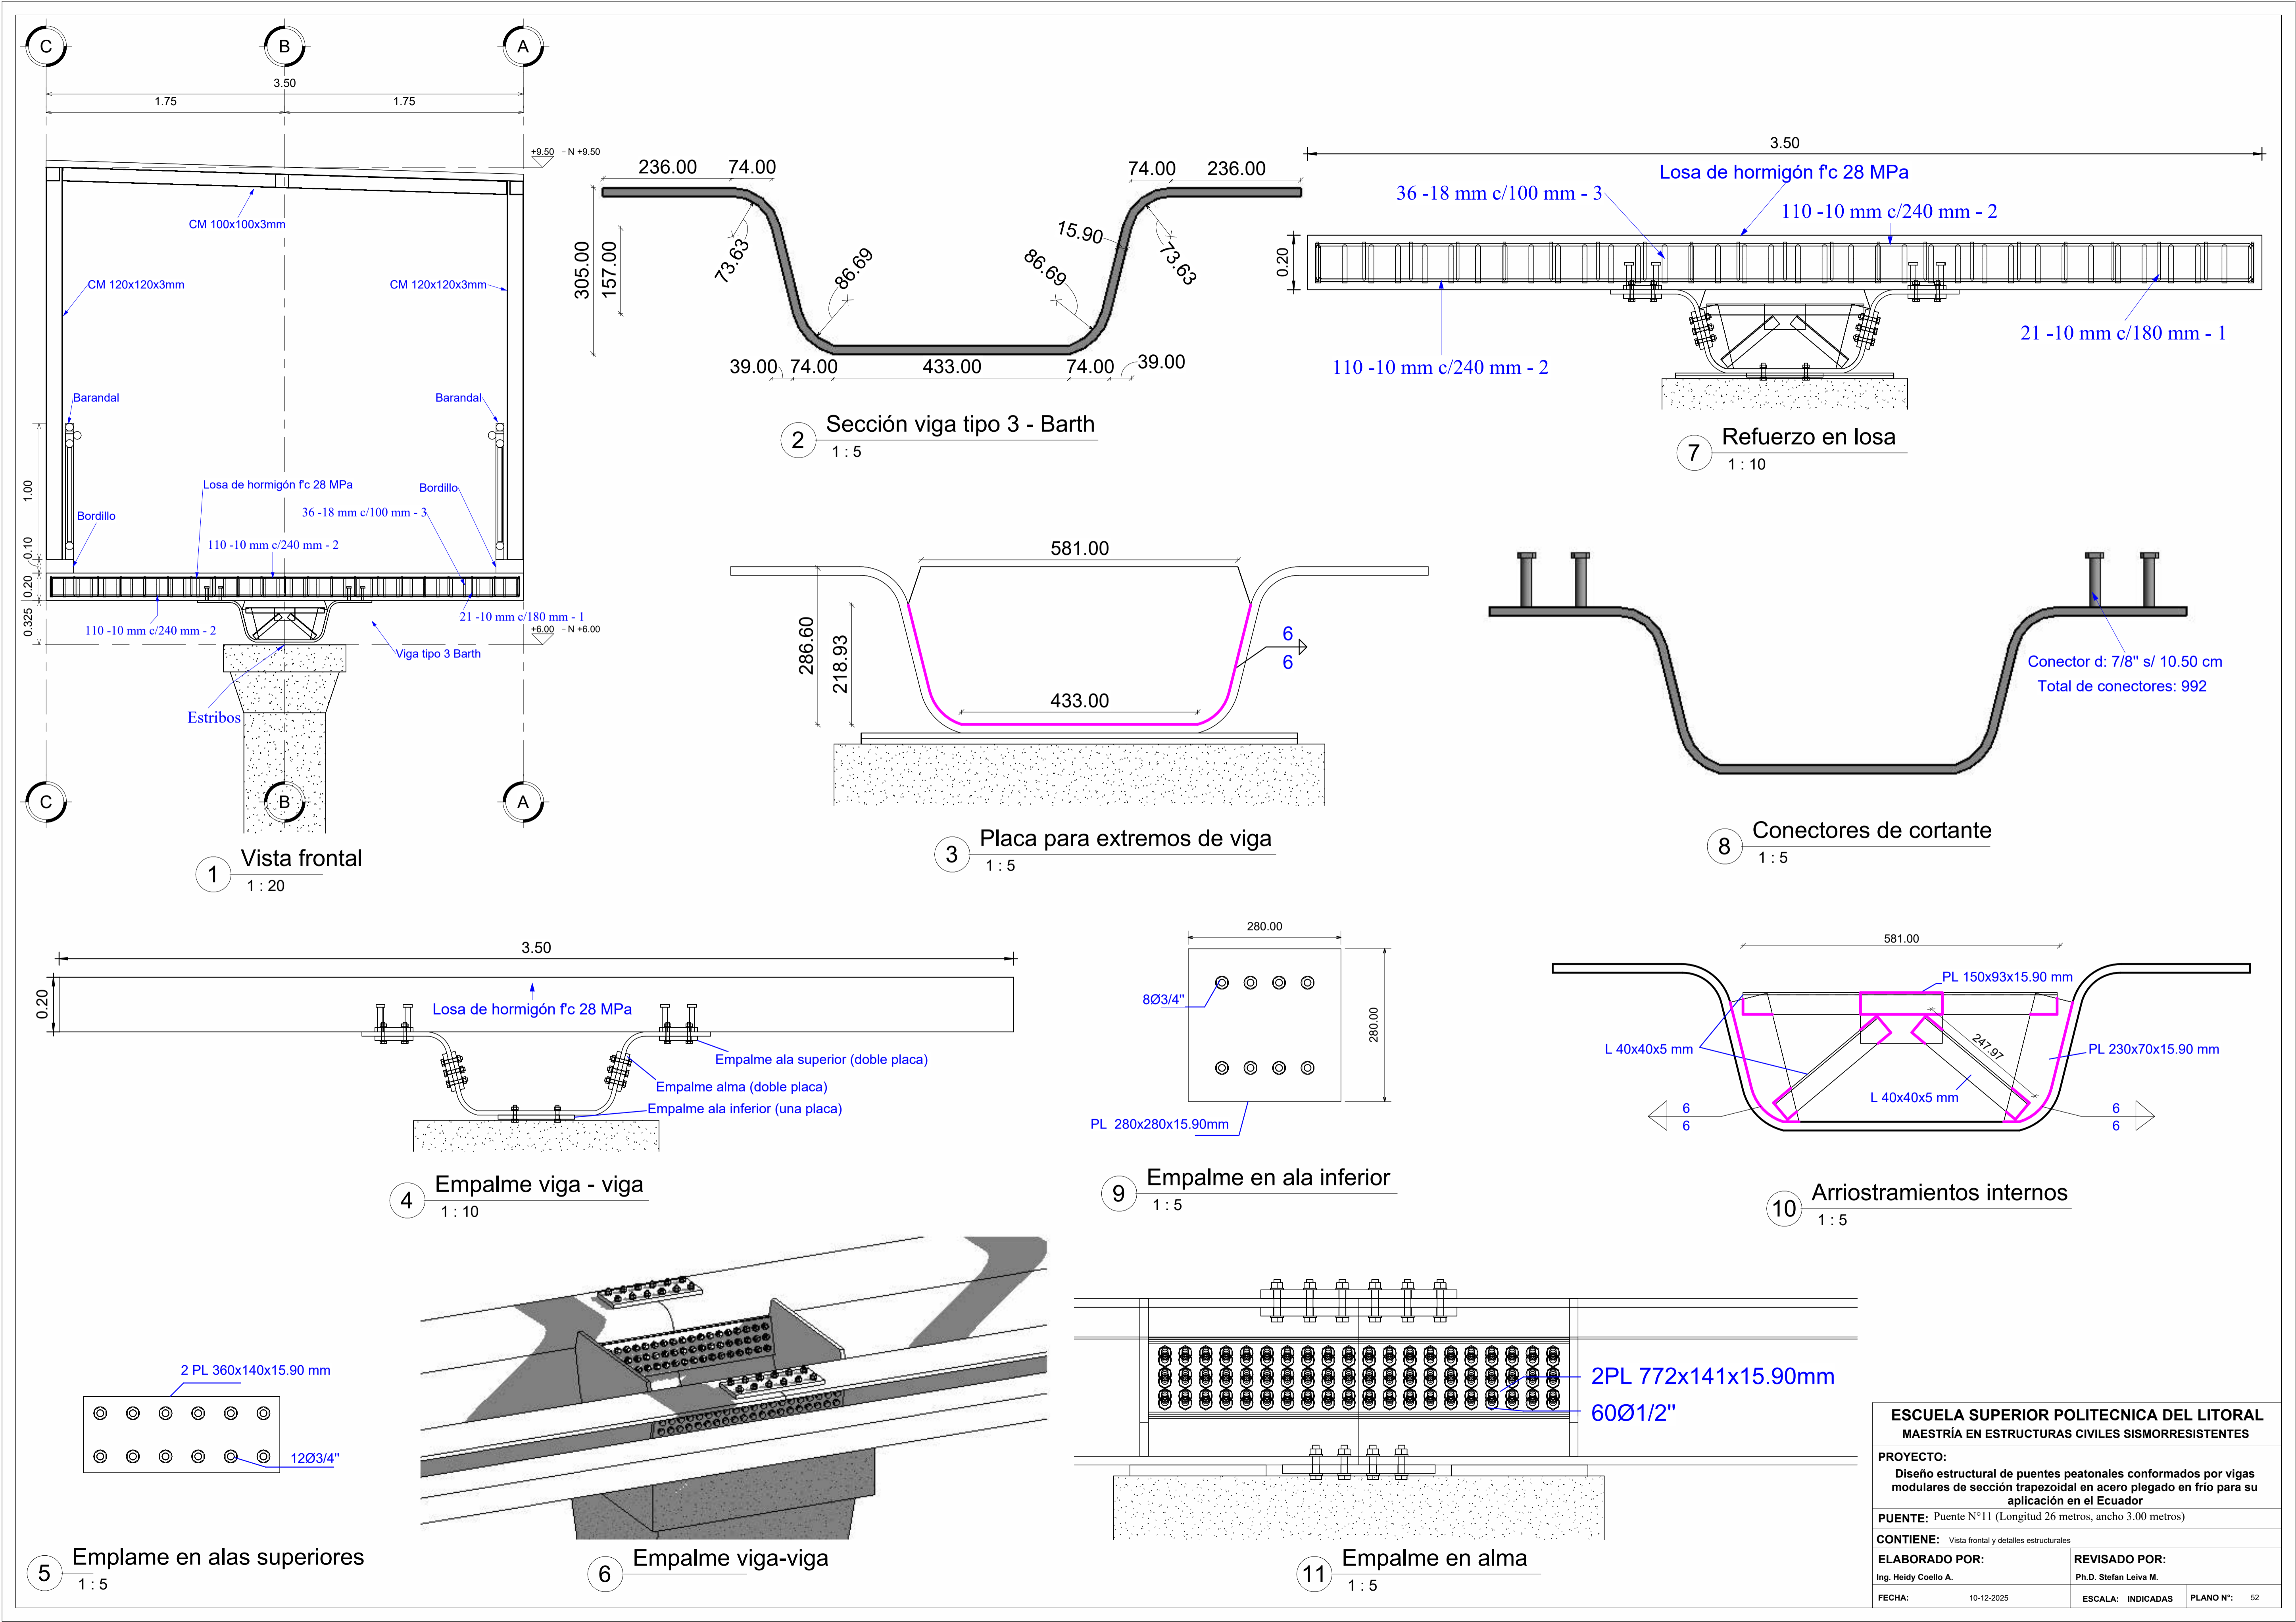 C
B
A
3.50
1.75
1.75
+9.50
N +9.50
CM 100x100x3mm
CM 120x120x3mm
CM 120x120x3mm
Barandal
Barandal
1.00
Losa de hormigón f'c 28 MPa
Bordillo
36 -18 mm c/100 mm - 3
Bordillo
110 -10 mm c/240 mm - 2
0.10
0.20
0.325
21 -10 mm c/180 mm - 1
110 -10 mm c/240 mm - 2
+6.00
N +6.00
Viga tipo 3 Barth
Estribos
C
B
A
1
Vista frontal
1 : 20
236.00
74.00
74.00
236.00
305.00
157.00
73.63
86.69
15.90
86.69
73.63
39.00
74.00
433.00
74.00
39.00
2
Sección viga tipo 3 - Barth
1 : 5
3.50
Losa de hormigón f'c 28 MPa
36 -18 mm c/100 mm - 3
110 -10 mm c/240 mm - 2
0.20
21 -10 mm c/180 mm - 1
110 -10 mm c/240 mm - 2
7
Refuerzo en losa
1 : 10
581.00
286.60
218.93
6
6
433.00
3
Placa para extremos de viga
1 : 5
Conector d: 7/8" s/ 10.50 cm
Total de conectores: 992
8
Conectores de cortante
1 : 5
3.50
0.20
Losa de hormigón f'c 28 MPa
Empalme ala superior (doble placa)
Empalme alma (doble placa)
Empalme ala inferior (una placa)
4
Empalme viga - viga
1 : 10
280.00
8Ø3/4"
280.00
PL 280x280x15.90mm
9
Empalme en ala inferior
1 : 5
581.00
PL 150x93x15.90 mm
L 40x40x5 mm
247.97
PL 230x70x15.90 mm
L 40x40x5 mm
6
6
6
6
10
Arriostramientos internos
1 : 5
2 PL 360x140x15.90 mm
12Ø3/4"
5
Emplame en alas superiores
1 : 5
6
Empalme viga-viga
2PL 772x141x15.90mm
60Ø1/2"
11
Empalme en alma
1 : 5
ESCUELA SUPERIOR POLITECNICA DEL LITORAL
MAESTRÍA EN ESTRUCTURAS CIVILES SISMORRESISTENTES
PROYECTO:
Diseño estructural de puentes peatonales conformados por vigas
modulares de sección trapezoidal en acero plegado en frío para su
aplicación en el Ecuador
PUENTE: Puente N°11 (Longitud 26 metros, ancho 3.00 metros)
CONTIENE: Vista frontal y detalles estructurales
ELABORADO POR:
REVISADO POR:
Ing. Heidy Coello A.
Ph.D. Stefan Leiva M.
FECHA: 10-12-2025
ESCALA: INDICADAS
PLANO N°: 52